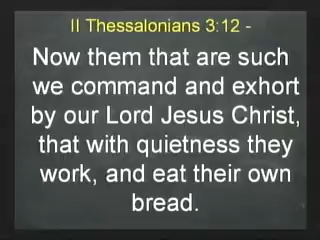 II Thessalonians 3:12 -
Now them that are such
we command and exhort
by our Lord Jesus Christ,
that with quietness they
work, and eat their own
bread.